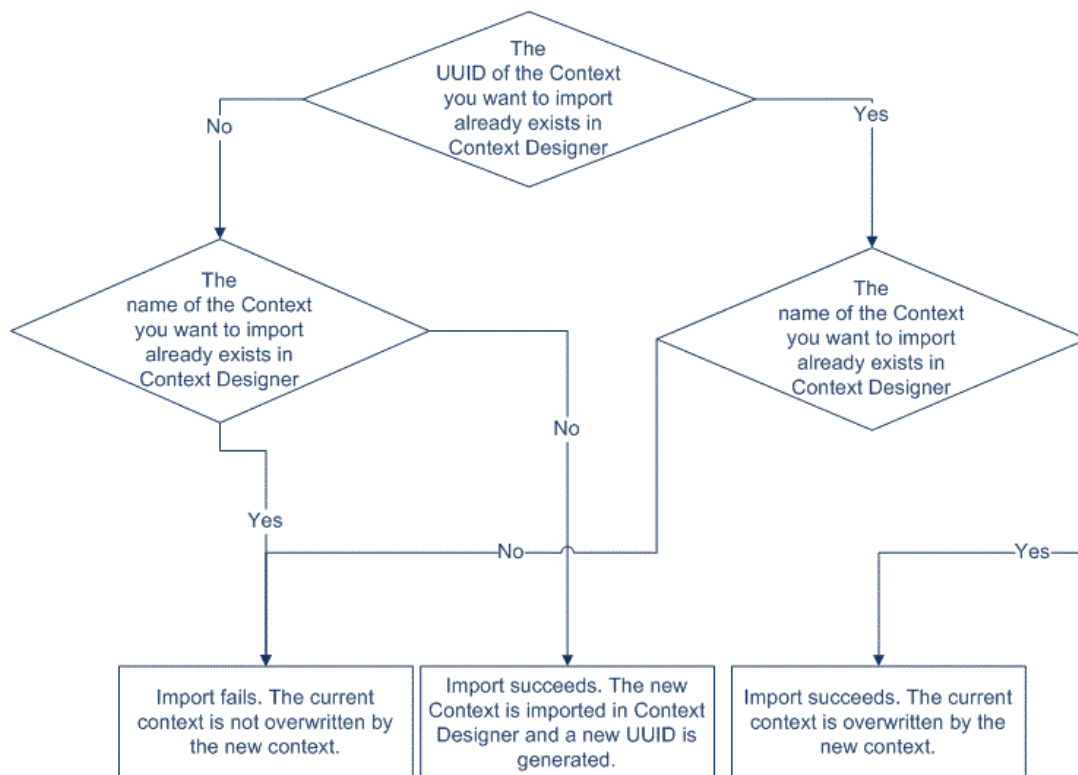 The
UUID of the Context
you want to import
already exists in
Context Designer
No
Yes
The
name of the Context
you want to import
already exists in
Context Designer
The
name of the Context
you want to import
already exists in
Context Designer
No
Yes
No
Yes
Import fails. The current
context is not overwritten by
the new context.
Import succeeds. The new
Context is imported in Context
Designer and a new UUID is
generated.
Import succeeds. The current
context is overwritten by the
new context.